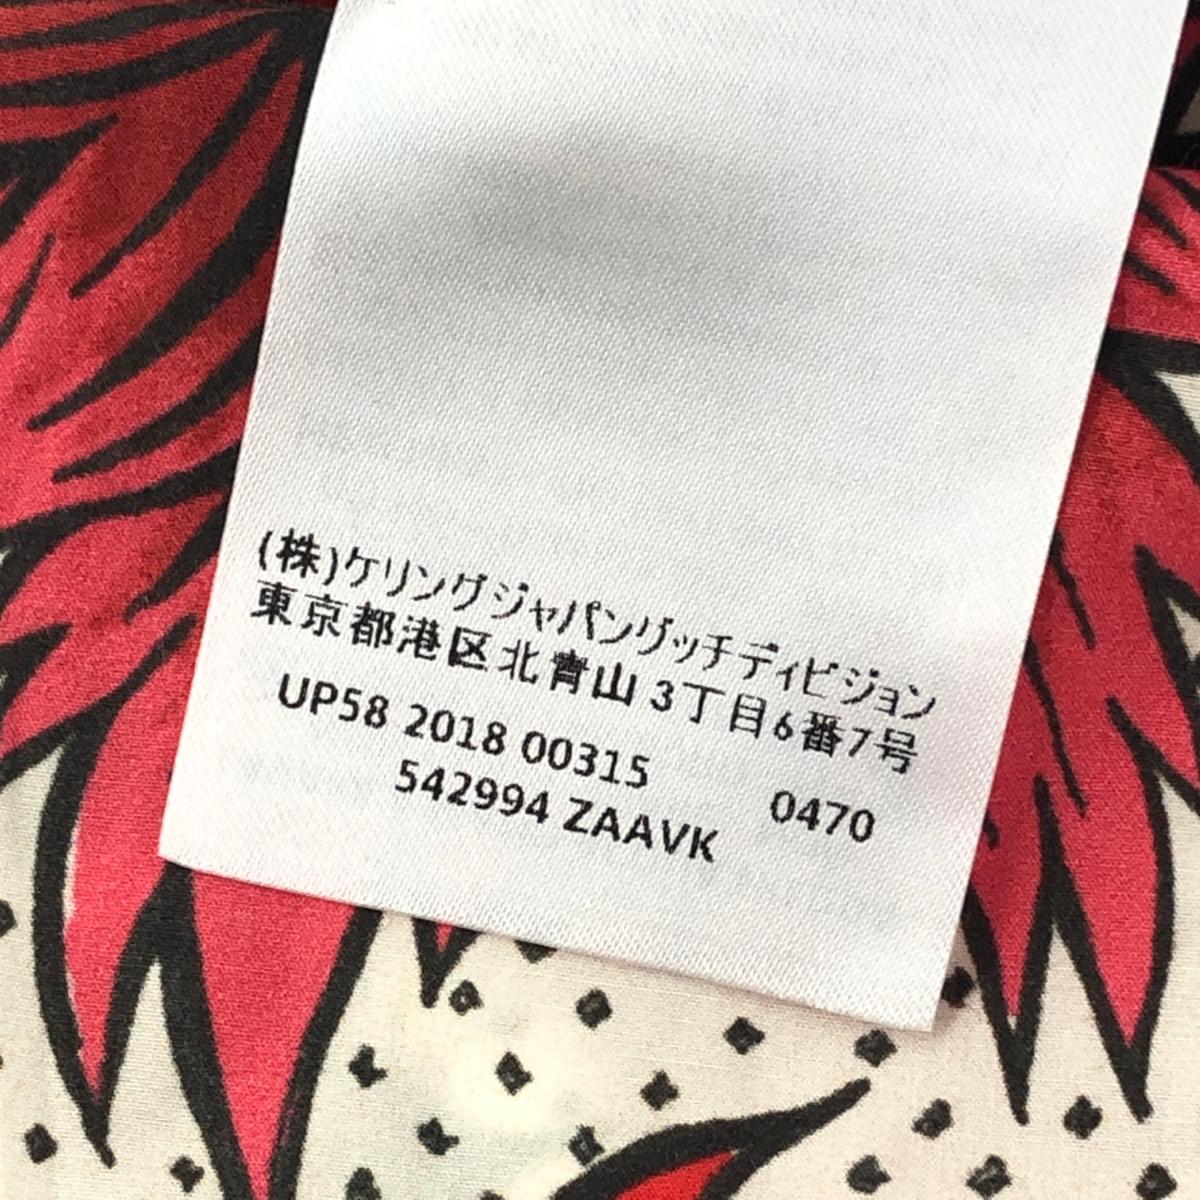 (株)ケリングジャパングッチディビジョン
東京都港区北青山3丁目6番7号
UP58 2018 00315 0470
542994 ZAAVK